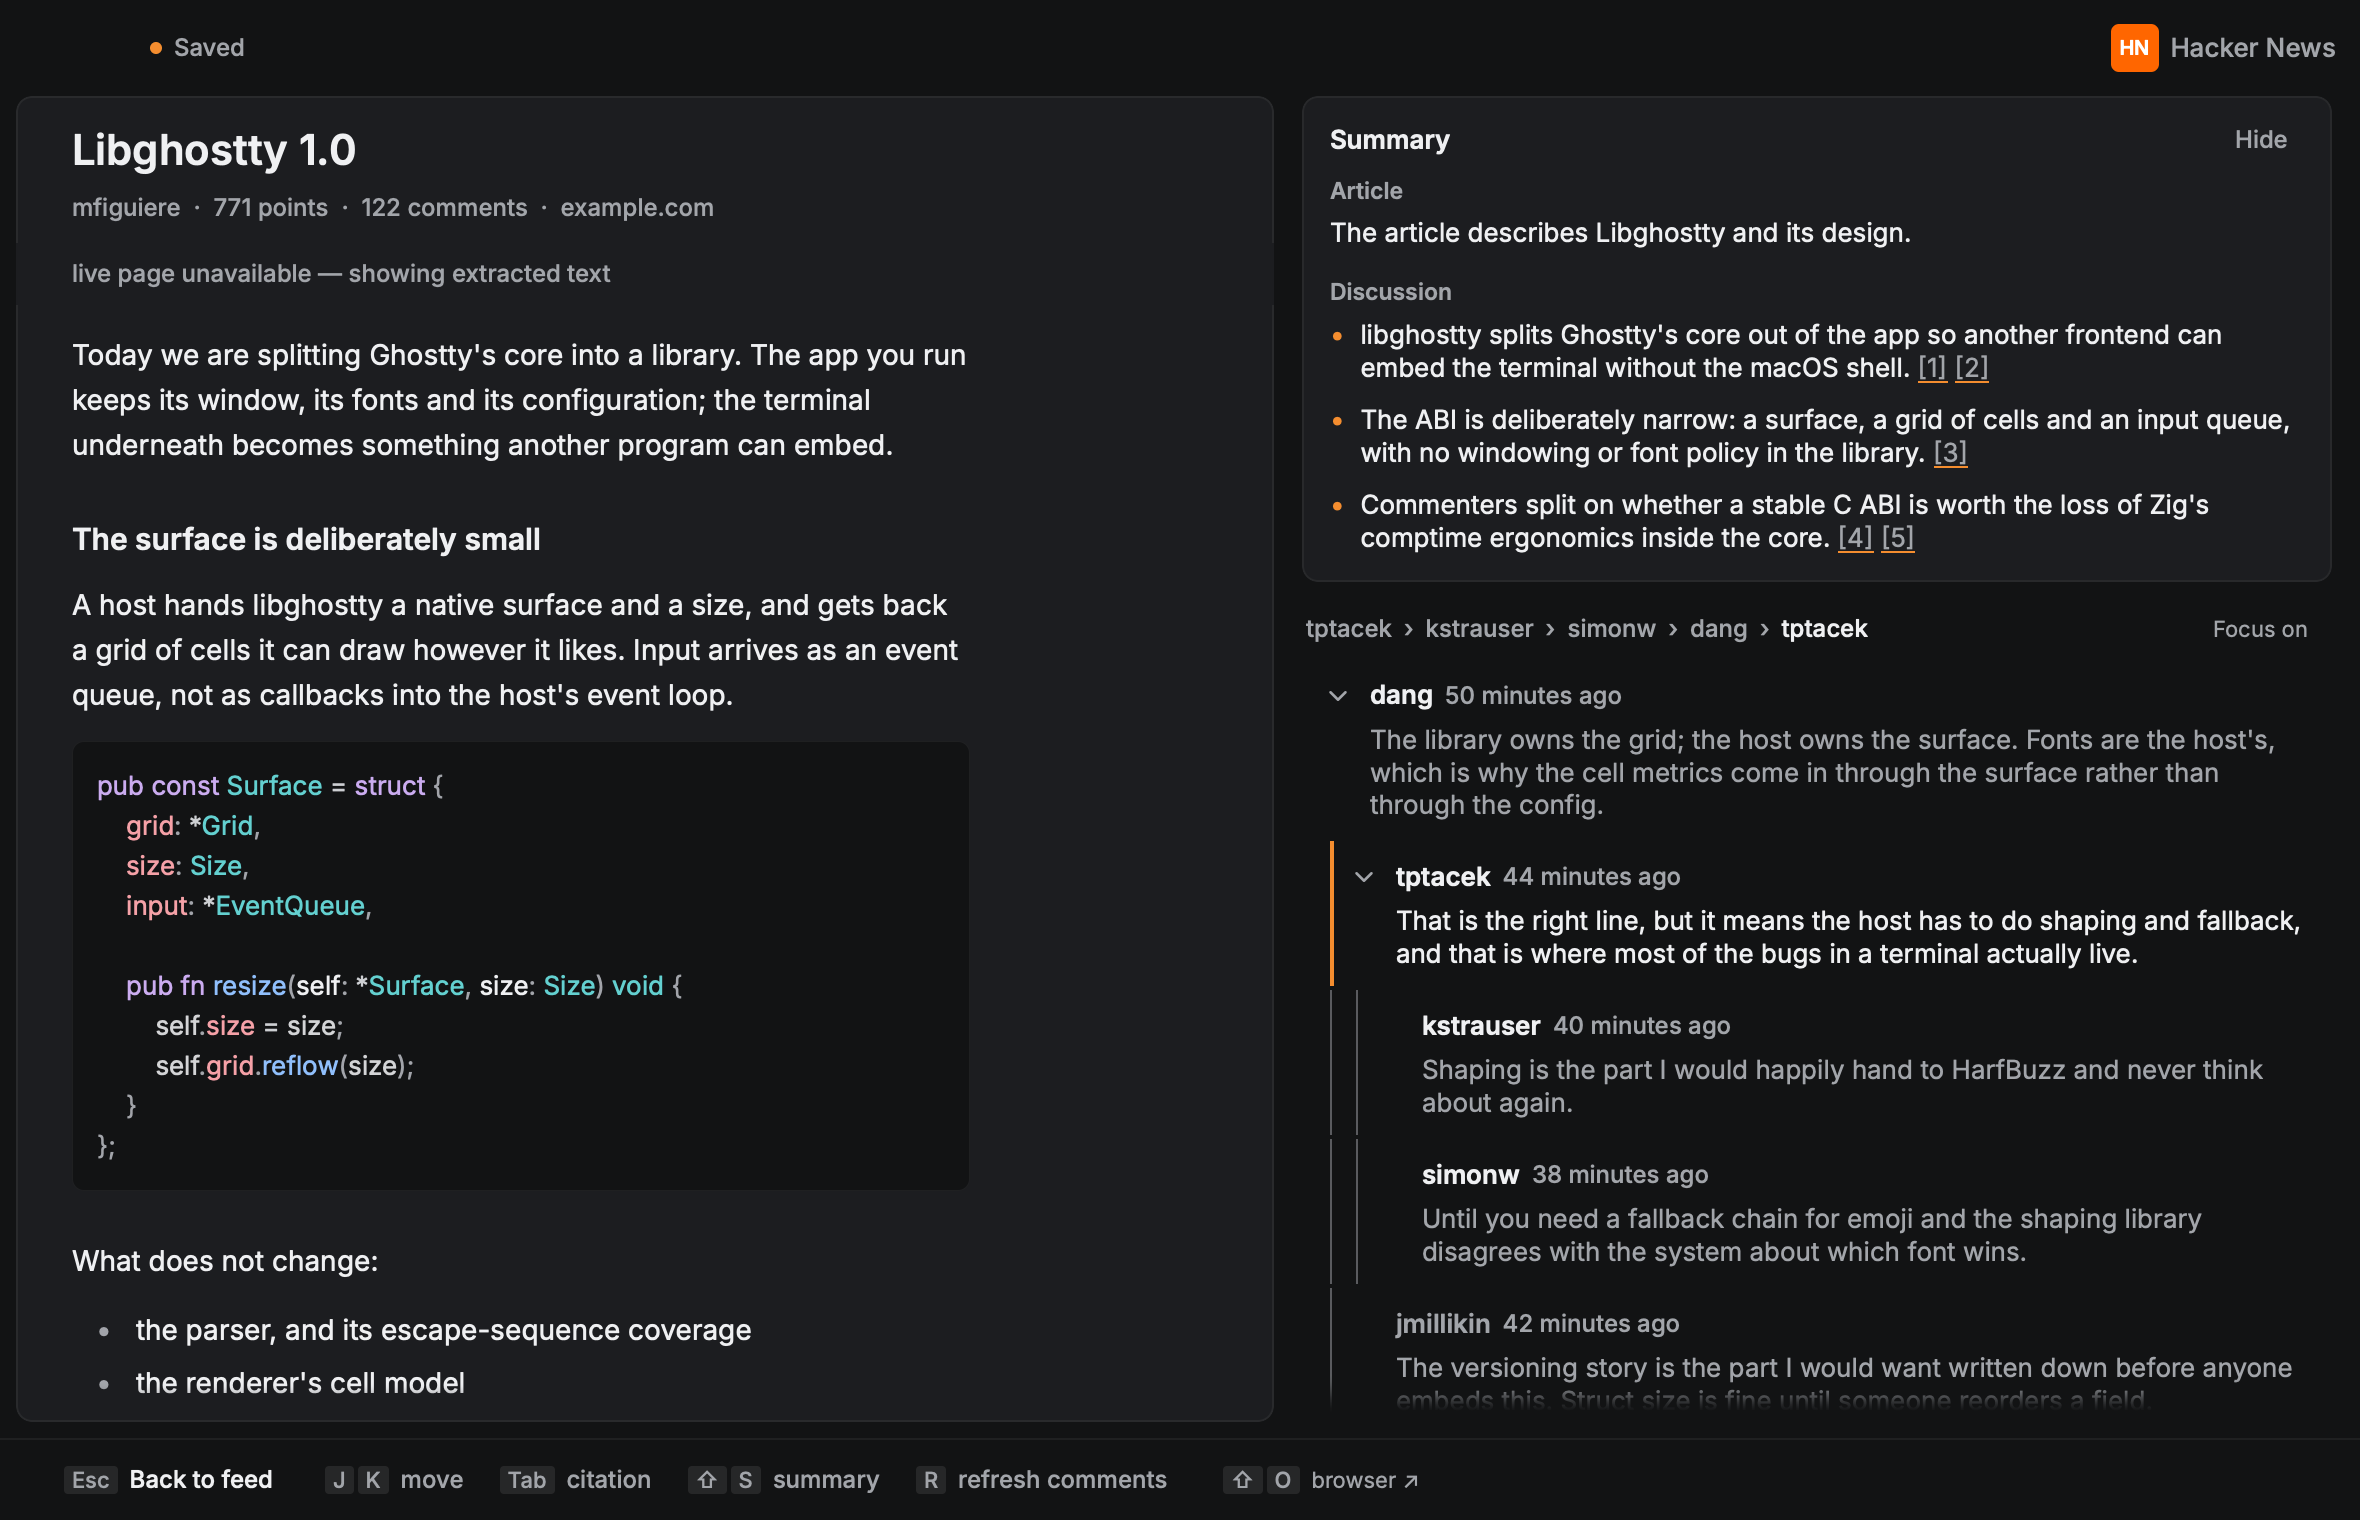 Saved
HN Hacker News
Libghostty 1.0
mfiguiere · 771 points · 122 comments · example.com
live page unavailable — showing extracted text
Today we are splitting Ghostty's core into a library. The app you run
keeps its window, its fonts and its configuration; the terminal
underneath becomes something another program can embed.
The surface is deliberately small
A host hands libghostty a native surface and a size, and gets back
a grid of cells it can draw however it likes. Input arrives as an event
queue, not as callbacks into the host's event loop.
pub const Surface = struct {
    grid: *Grid,
    size: Size,
    input: *EventQueue,
    pub fn resize(self: *Surface, size: Size) void {
        self.size = size;
        self.grid.reflow(size);
    }
};
What does not change:
• the parser, and its escape-sequence coverage
• the renderer's cell model
Summary
Hide
Article
The article describes Libghostty and its design.
Discussion
• libghostty splits Ghostty's core out of the app so another frontend can
embed the terminal without the macOS shell. [1] [2]
• The ABI is deliberately narrow: a surface, a grid of cells and an input queue,
with no windowing or font policy in the library. [3]
• Commenters split on whether a stable C ABI is worth the loss of Zig's
comptime ergonomics inside the core. [4] [5]
tptacek › kstrauser › simonw › dang › tptacek
Focus on
dang 50 minutes ago
The library owns the grid; the host owns the surface. Fonts are the host's,
which is why the cell metrics come in through the surface rather than
through the config.
tptacek 44 minutes ago
That is the right line, but it means the host has to do shaping and fallback,
and that is where most of the bugs in a terminal actually live.
kstrauser 40 minutes ago
Shaping is the part I would happily hand to HarfBuzz and never think
about again.
simonw 38 minutes ago
Until you need a fallback chain for emoji and the shaping library
disagrees with the system about which font wins.
jmillikin 42 minutes ago
The versioning story is the part I would want written down before anyone
embeds this. Struct size is fine until someone reorders a field.
Esc Back to feed J K move Tab citation ⇧ S summary R refresh comments ⇧ O browser ↗